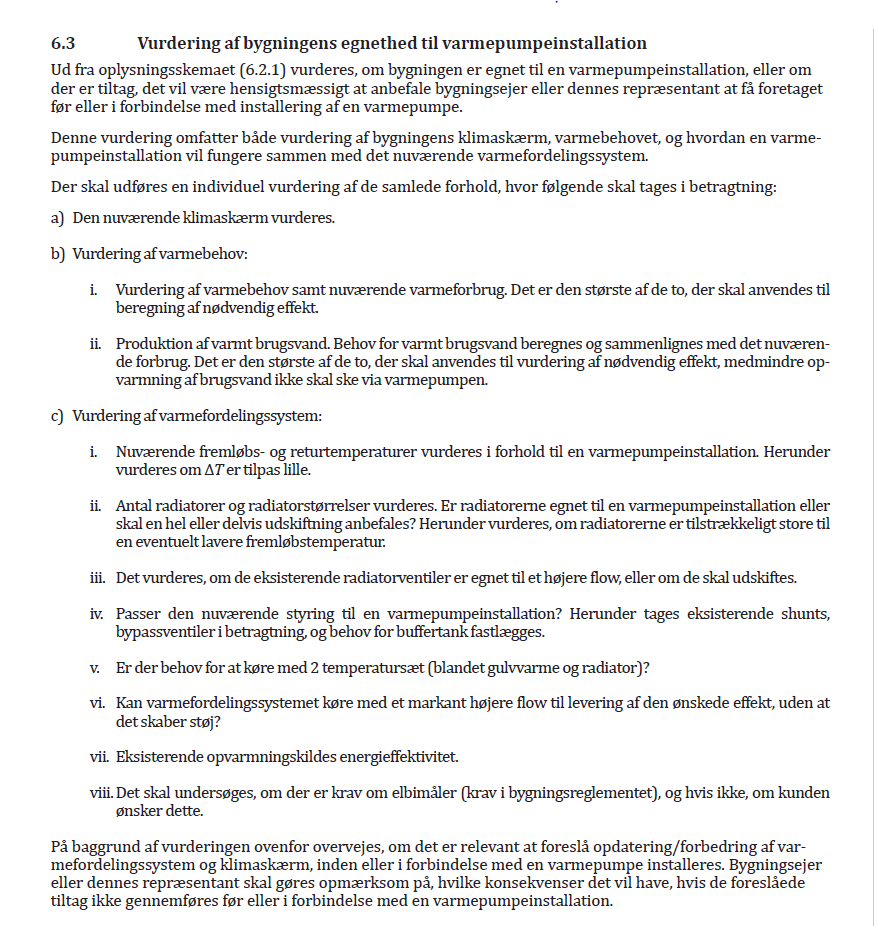 6.3 Vurdering af bygningens egnethed til varmepumpeinstallation
Ud fra oplysningsskemaet (6.2.1) vurderes, om bygningen er egnet til en varmepumpeinstallation, eller om
der er tiltag, det vil være hensigtsmæssigt at anbefale bygningsejer eller dennes repræsentant at få foretaget
før eller i forbindelse med installering af en varmepumpe.
Denne vurdering omfatter både vurdering af bygningens klimaskærm, varmebehovet, og hvordan en varme-
pumpeinstallation vil fungere sammen med det nuværende varmefordelingssystem.
Der skal udføres en individuel vurdering af de samlede forhold, hvor følgende skal tages i betragtning:
a) Den nuværende klimaskærm vurderes.
b) Vurdering af varmebehov:
i. Vurdering af varmebehov samt nuværende varmeforbrug. Det er den største af de to, der skal anvendes til
beregning af nødvendig effekt.
ii. Produktion af varmt brugsvand. Behov for varmt brugsvand beregnes og sammenlignes med det nuværen-
de forbrug. Det er den største af de to, der skal anvendes til vurdering af nødvendig effekt, medmindre op-
varmning af brugsvand ikke skal ske via varmepumpen.
c) Vurdering af varmefordelingssystem:
i. Nuværende fremløbs- og returtemperaturer vurderes i forhold til en varmepumpeinstallation. Herunder
vurderes om ΔT er tilpas lille.
ii. Antal radiatorer og radiatorstørrelser vurderes. Er radiatorerne egnet til en varmepumpeinstallation eller
skal en hel eller delvis udskiftning anbefales? Herunder vurderes, om radiatorerne er tilstrækkeligt store til
en eventuelt lavere fremløbstemperatur.
iii. Det vurderes, om de eksisterende radiatorventiler er egnet til et højere flow, eller om de skal udskiftes.
iv. Passer den nuværende styring til en varmepumpeinstallation? Herunder tages eksisterende shunts,
bypassventiler i betragtning, og behov for buffertank fastlægges.
v. Er der behov for at køre med 2 temperatursæt (blandet gulvvarme og radiator)?
vi. Kan varmefordelingssystemet køre med et markant højere flow til levering af den ønskede effekt, uden at
det skaber støj?
vii. Eksisterende opvarmningskildes energieffektivitet.
viii. Det skal undersøges, om der er krav om elbimåler (krav i bygningsreglementet), og hvis ikke, om kunden
ønsker dette.
På baggrund af vurderingen ovenfor overvejes, om det er relevant at foreslå opdatering/forbedring af var-
mefordelingssystem og klimaskærm, inden eller i forbindelse med en varmepumpe installeres. Bygningsejer
eller dennes repræsentant skal gøres opmærksom på, hvilke konsekvenser det vil have, hvis de foreslåede
tiltag ikke gennemføres før eller i forbindelse med en varmepumpeinstallation.